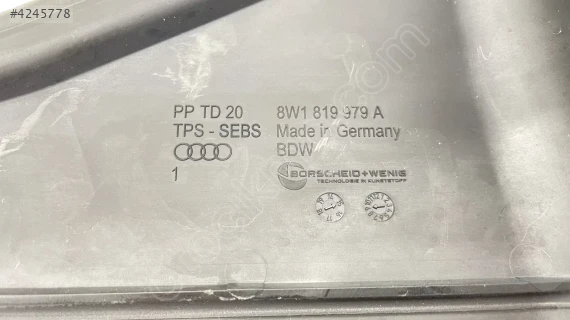 #4245778
PP TD 20 8W1 819 979 A
TPS - SEBS Made in Germany
BDW
1 BORSCHEID+WENIG
TECHNOLOGIE IN KUNSTSTOFF